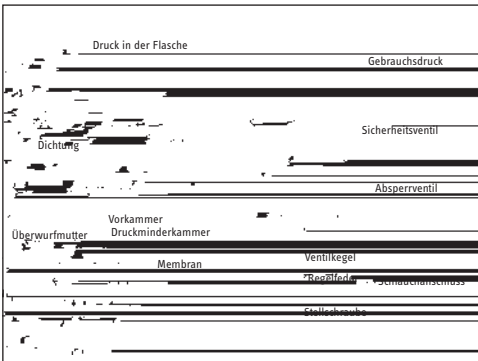 Druck in der Flasche
Gebrauchsdruck
Sicherheitsventil
Dichtung
Absperrventil
Vorkammer
Überwurfmutter Druckminderkammer
Ventilkegel
Membran
Regelfeder
Schlauchanschluss
Stellschraube